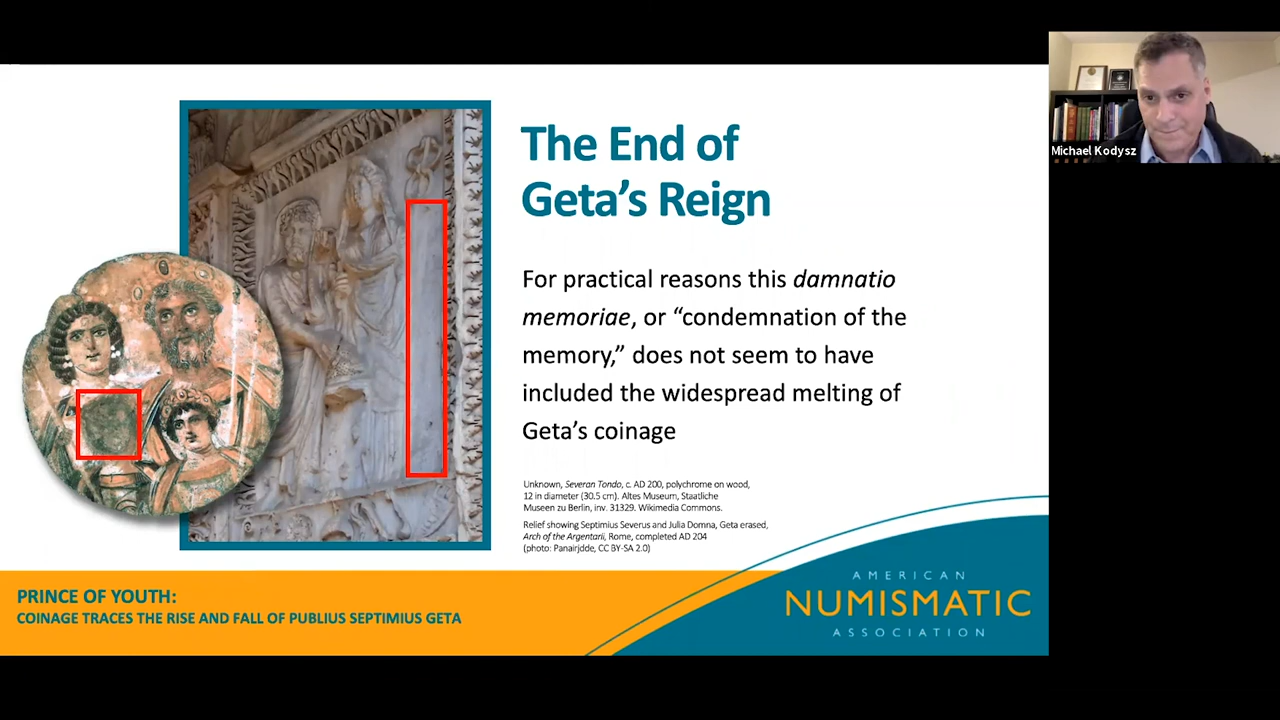 Michael Kodysz
The End of
Geta's Reign
For practical reasons this damnatio
memoriae, or “condemnation of the
memory,” does not seem to have
included the widespread melting of
Geta's coinage
Unknown, Severan Tondo, c. AD 200, polychrome on wood,
12 in diameter (30.5 cm). Altes Museum, Staatliche
Museen zu Berlin, inv. 31329. Wikimedia Commons.
Relief showing Septimius Severus and Julia Domna, Geta erased,
Arch of the Argentarii, Rome, completed AD 204
(photo: Panairjdde, CC BY-SA 2.0)
PRINCE OF YOUTH:
COINAGE TRACES THE RISE AND FALL OF PUBLIUS SEPTIMIUS GETA
AMERICAN
NUMISMATIC
ASSOCIATION